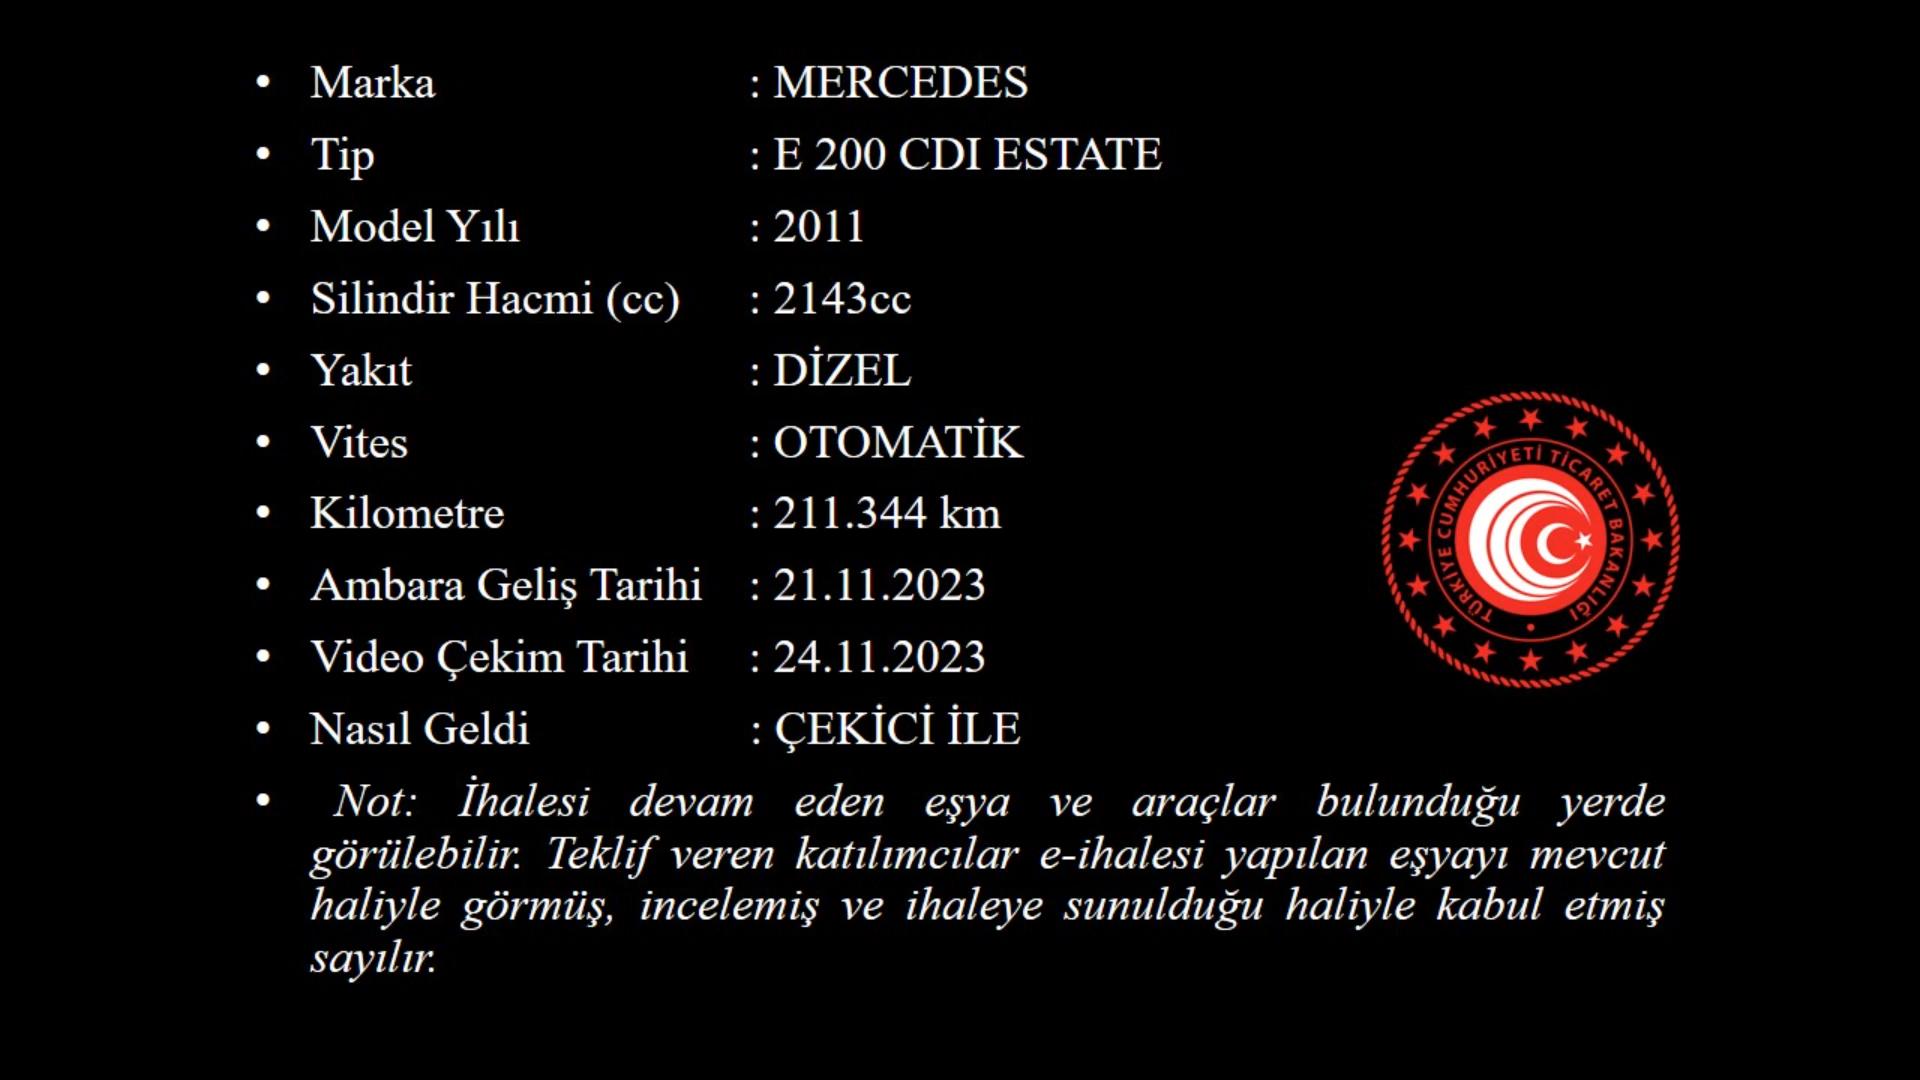 • Marka : MERCEDES
• Tip : E 200 CDI ESTATE
• Model Yılı : 2011
• Silindir Hacmi (cc) : 2143cc
• Yakıt : DİZEL
• Vites : OTOMATİK
• Kilometre : 211.344 km
• Ambara Geliş Tarihi : 21.11.2023
• Video Çekim Tarihi : 24.11.2023
• Nasıl Geldi : ÇEKİCİ İLE
• Not: İhalesi devam eden eşya ve araçlar bulunduğu yerde
görülebilir. Teklif veren katılımcılar e-ihalesi yapılan eşyayı mevcut
haliyle görmüş, incelemiş ve ihaleye sunulduğu haliyle kabul etmiş
sayılır.
TÜRKİYE CUMHURİYETİ TİCARET BAKANLIĞI